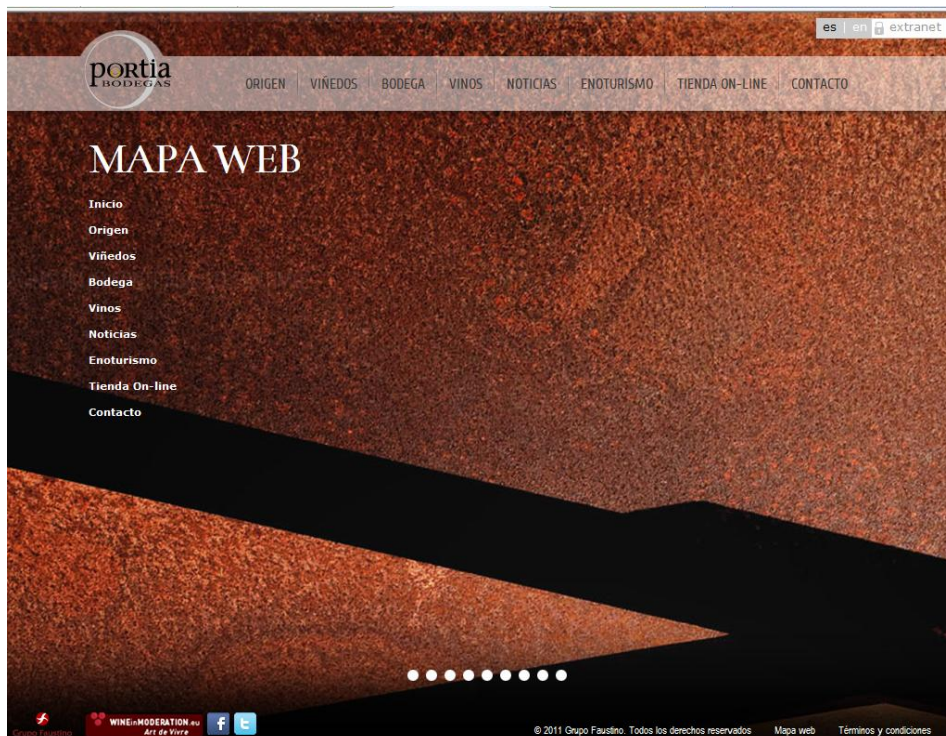 es | en extranet
portia
BODEGAS
ORIGEN | VIÑEDOS | BODEGA | VINOS | NOTICIAS | ENOTURISMO | TIENDA ON-LINE | CONTACTO
MAPA WEB
Inicio
Origen
Viñedos
Bodega
Vinos
Noticias
Enoturismo
Tienda On-line
Contacto
Grupo Faustino
WINEinMODERATION.eu
Art de Vivre
© 2011 Grupo Faustino. Todos los derechos reservados Mapa web Términos y condiciones